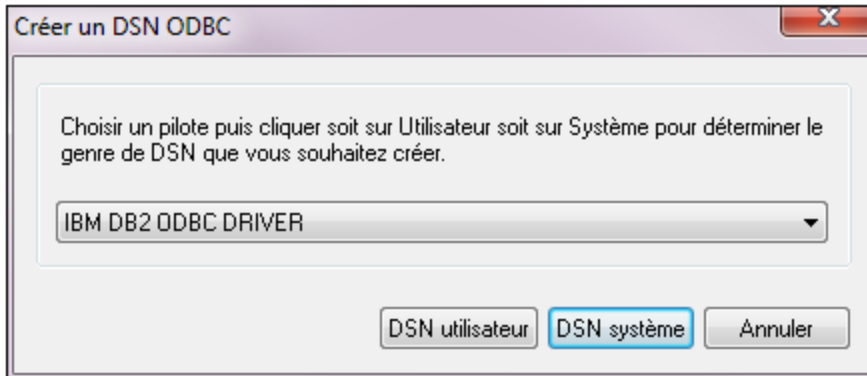 Créer un DSN ODBC
Choisir un pilote puis cliquer soit sur Utilisateur soit sur Système pour déterminer le
genre de DSN que vous souhaitez créer.
IBM DB2 ODBC DRIVER
DSN utilisateur DSN système Annuler